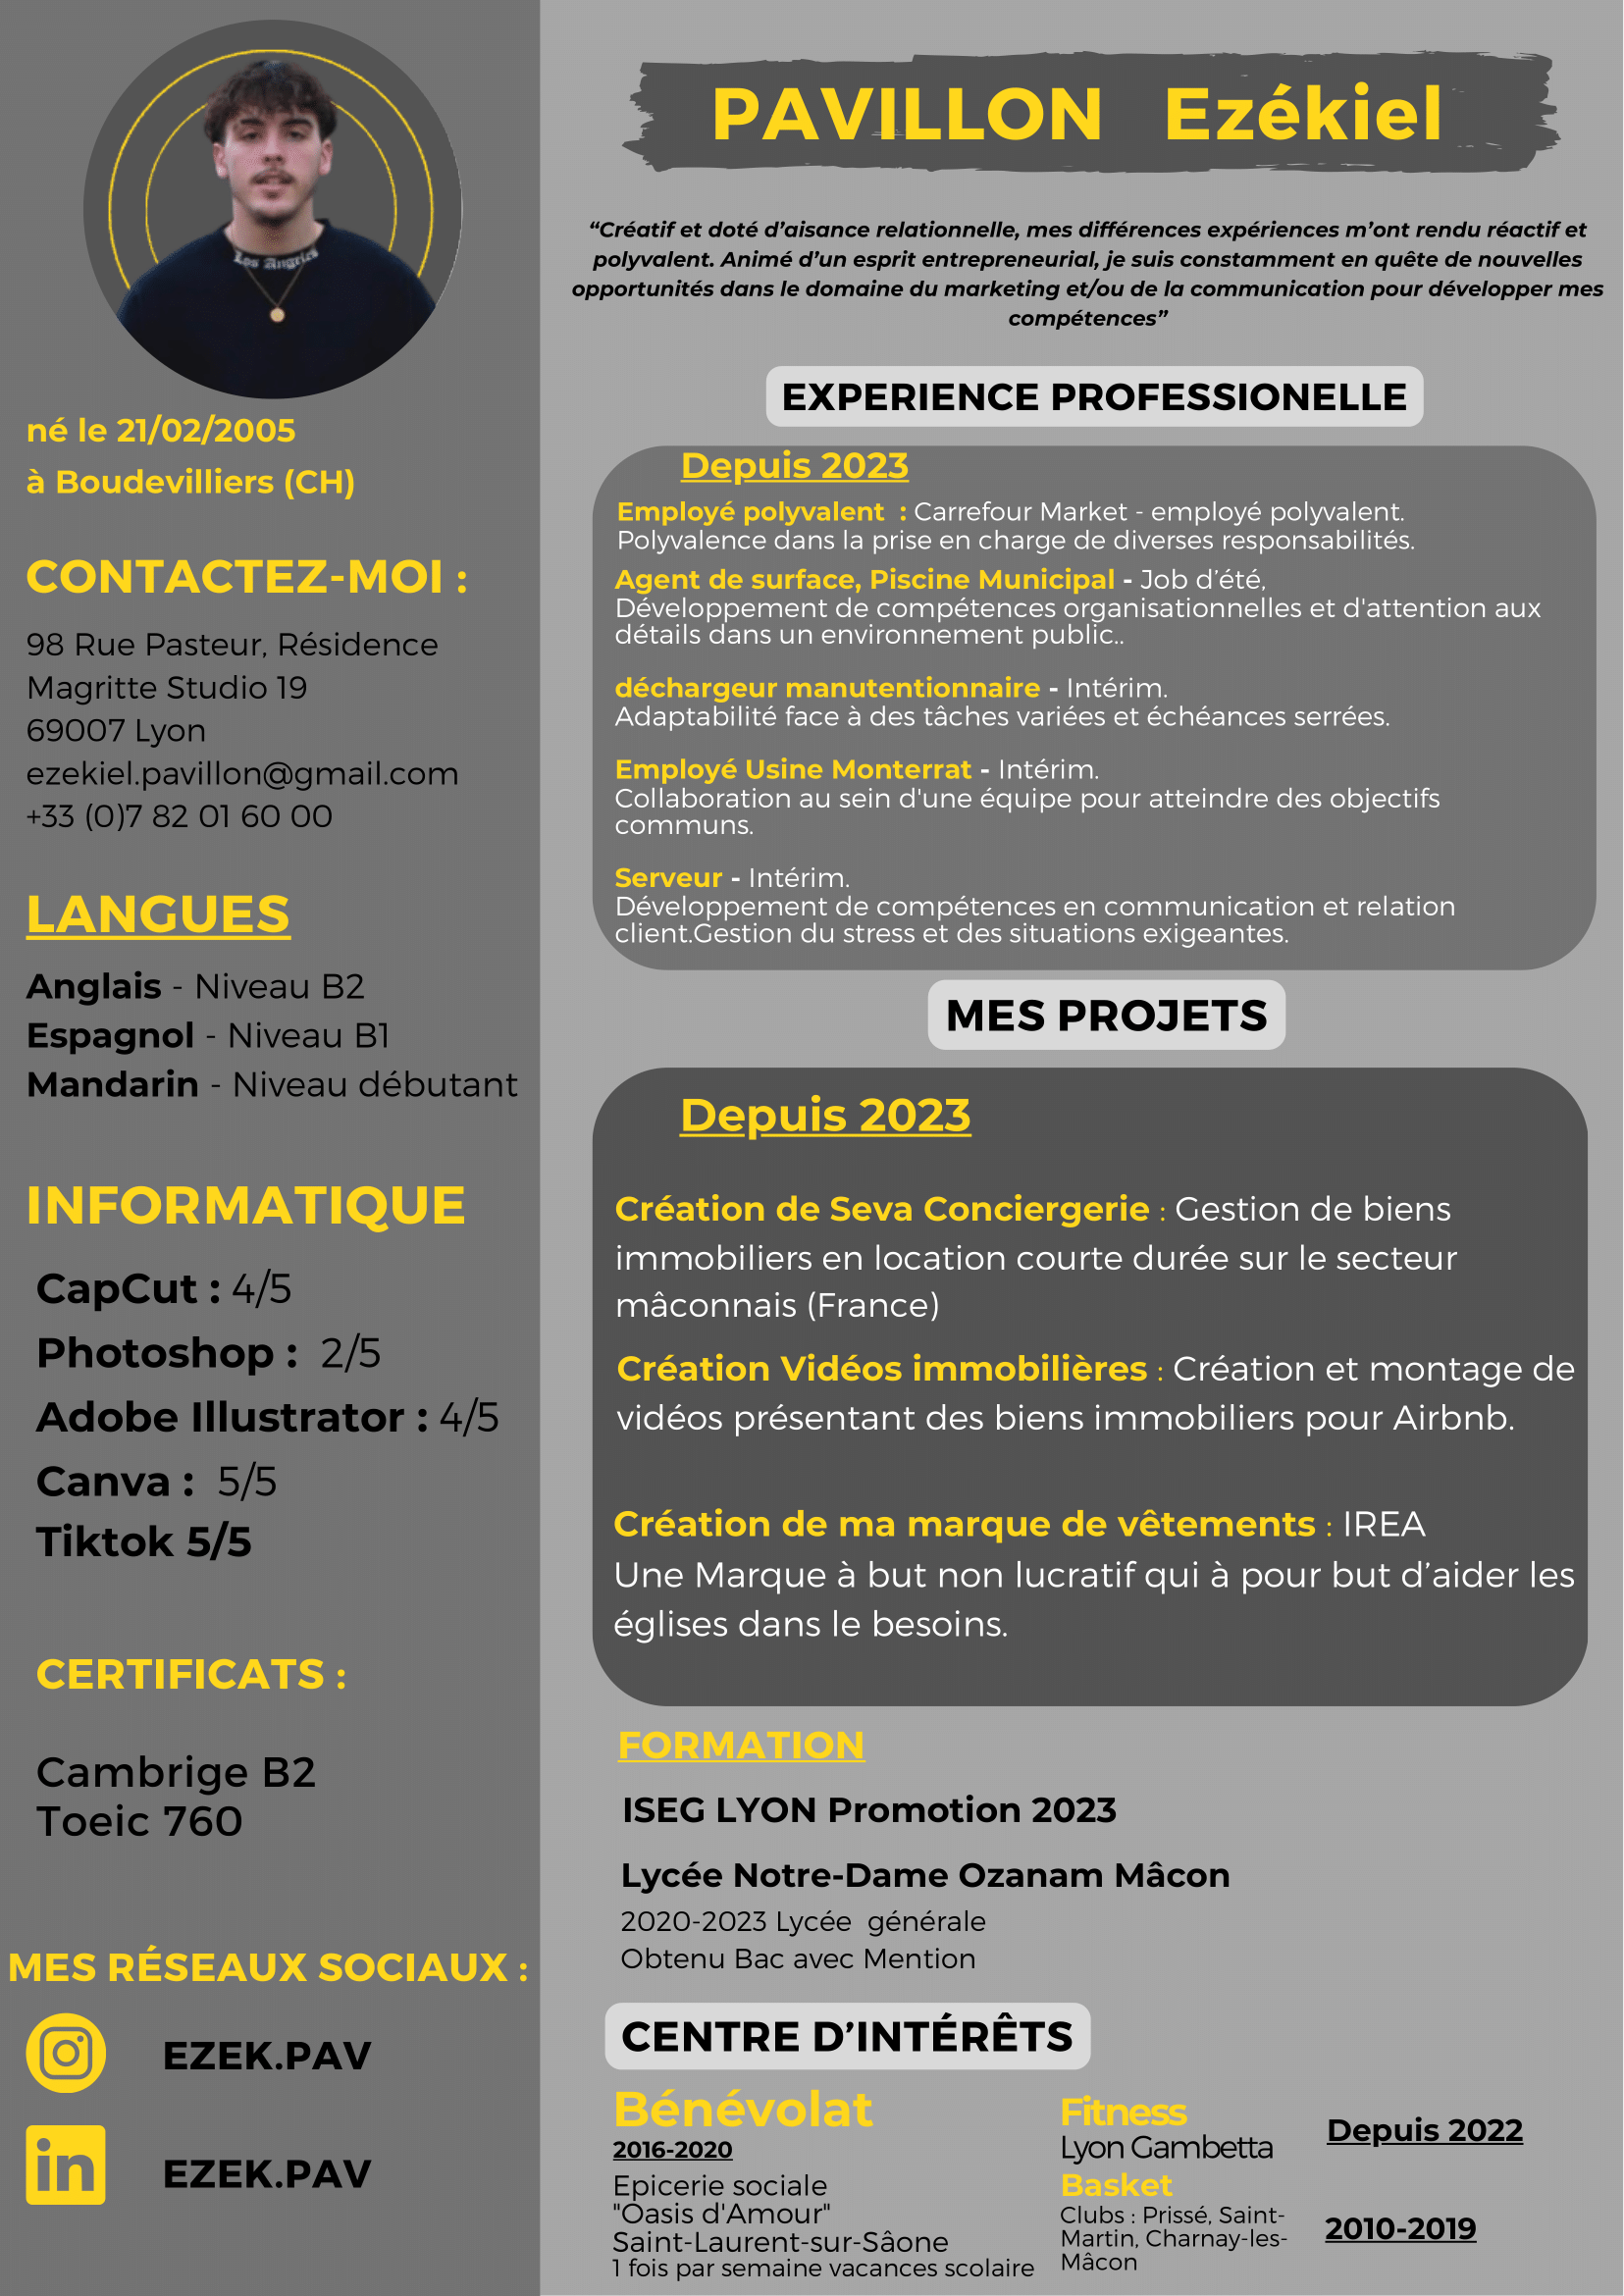 Los Angeles
né le 21/02/2005
à Boudevilliers (CH)
CONTACTEZ-MOI :
98 Rue Pasteur, Résidence
Magritte Studio 19
69007 Lyon
ezekiel.pavillon@gmail.com
+33 (0)7 82 01 60 00
LANGUES
Anglais - Niveau B2
Espagnol - Niveau B1
Mandarin - Niveau débutant
INFORMATIQUE
CapCut : 4/5
Photoshop : 2/5
Adobe Illustrator : 4/5
Canva : 5/5
Tiktok 5/5
CERTIFICATS :
Cambrige B2
Toeic 760
MES RÉSEAUX SOCIAUX :
EZEK.PAV
in EZEK.PAV
PAVILLON Ezékiel
“Créatif et doté d’aisance relationnelle, mes différences expériences m’ont rendu réactif et
polyvalent. Animé d’un esprit entrepreneurial, je suis constamment en quête de nouvelles
opportunités dans le domaine du marketing et/ou de la communication pour développer mes
compétences”
EXPERIENCE PROFESSIONELLE
Depuis 2023
Employé polyvalent : Carrefour Market - employé polyvalent.
Polyvalence dans la prise en charge de diverses responsabilités.
Agent de surface, Piscine Municipal - Job d’été,
Développement de compétences organisationnelles et d'attention aux
détails dans un environnement public..
déchargeur manutentionnaire - Intérim.
Adaptabilité face à des tâches variées et échéances serrées.
Employé Usine Monterrat - Intérim.
Collaboration au sein d'une équipe pour atteindre des objectifs
communs.
Serveur - Intérim.
Développement de compétences en communication et relation
client.Gestion du stress et des situations exigeantes.
MES PROJETS
Depuis 2023
Création de Seva Conciergerie : Gestion de biens
immobiliers en location courte durée sur le secteur
mâconnais (France)
Création Vidéos immobilières : Création et montage de
vidéos présentant des biens immobiliers pour Airbnb.
Création de ma marque de vêtements : IREA
Une Marque à but non lucratif qui à pour but d’aider les
églises dans le besoins.
FORMATION
ISEG LYON Promotion 2023
Lycée Notre-Dame Ozanam Mâcon
2020-2023 Lycée générale
Obtenu Bac avec Mention
CENTRE D’INTÉRÊTS
Bénévolat
2016-2020
Epicerie sociale
"Oasis d'Amour"
Saint-Laurent-sur-Sâone
1 fois par semaine vacances scolaire
Fitness
Lyon Gambetta
Depuis 2022
Basket
Clubs : Prissé, Saint-
Martin, Charnay-les-
Mâcon
2010-2019